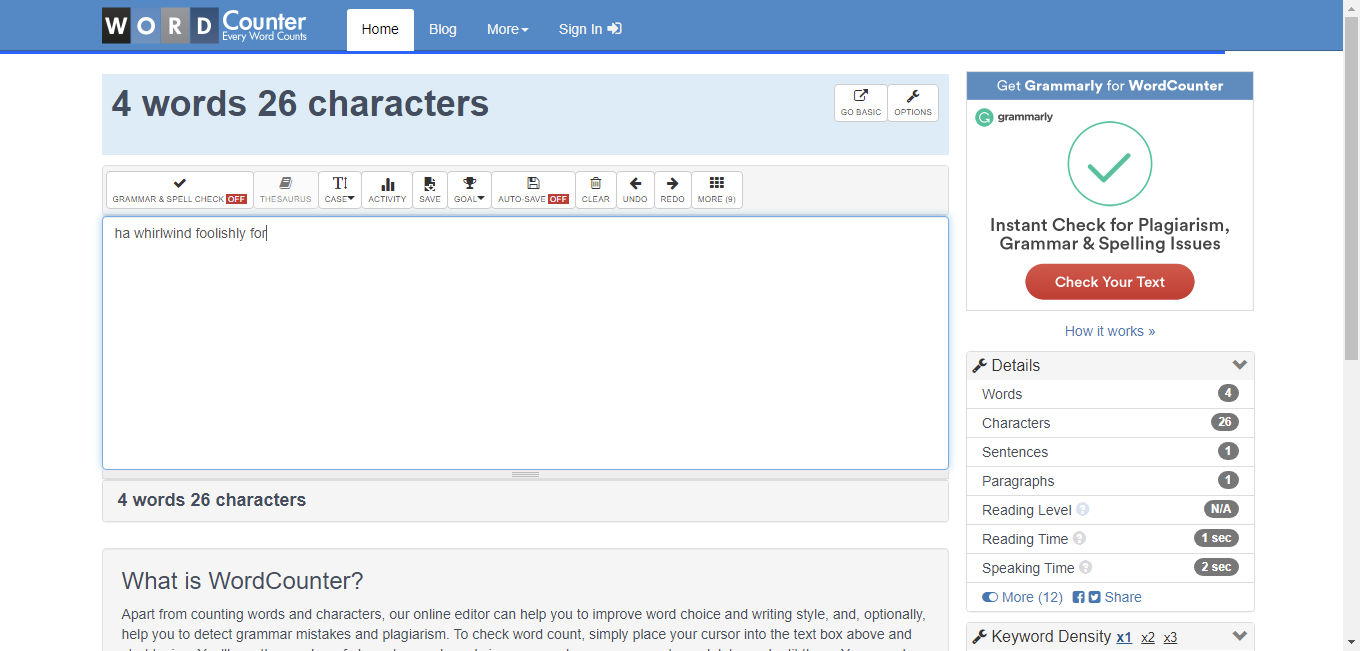 WORD Counter
Every Word Counts
Home
Blog
More
Sign In
4 words 26 characters
GO BASIC
OPTIONS
GRAMMAR & SPELL CHECK OFF
THESAURUS
CASE
ACTIVITY
SAVE
GOAL
AUTO-SAVE OFF
CLEAR
UNDO
REDO
MORE (9)
ha whirlwind foolishly for
4 words 26 characters
What is WordCounter?
Apart from counting words and characters, our online editor can help you to improve word choice and writing style, and, optionally,
help you to detect grammar mistakes and plagiarism. To check word count, simply place your cursor into the text box above and
Get Grammarly for WordCounter
grammarly
Instant Check for Plagiarism,
Grammar & Spelling Issues
Check Your Text
How it works »
Details
Words 4
Characters 26
Sentences 1
Paragraphs 1
Reading Level ? N/A
Reading Time ? 1 sec
Speaking Time ? 2 sec
More (12) Share
Keyword Density x1 x2 x3